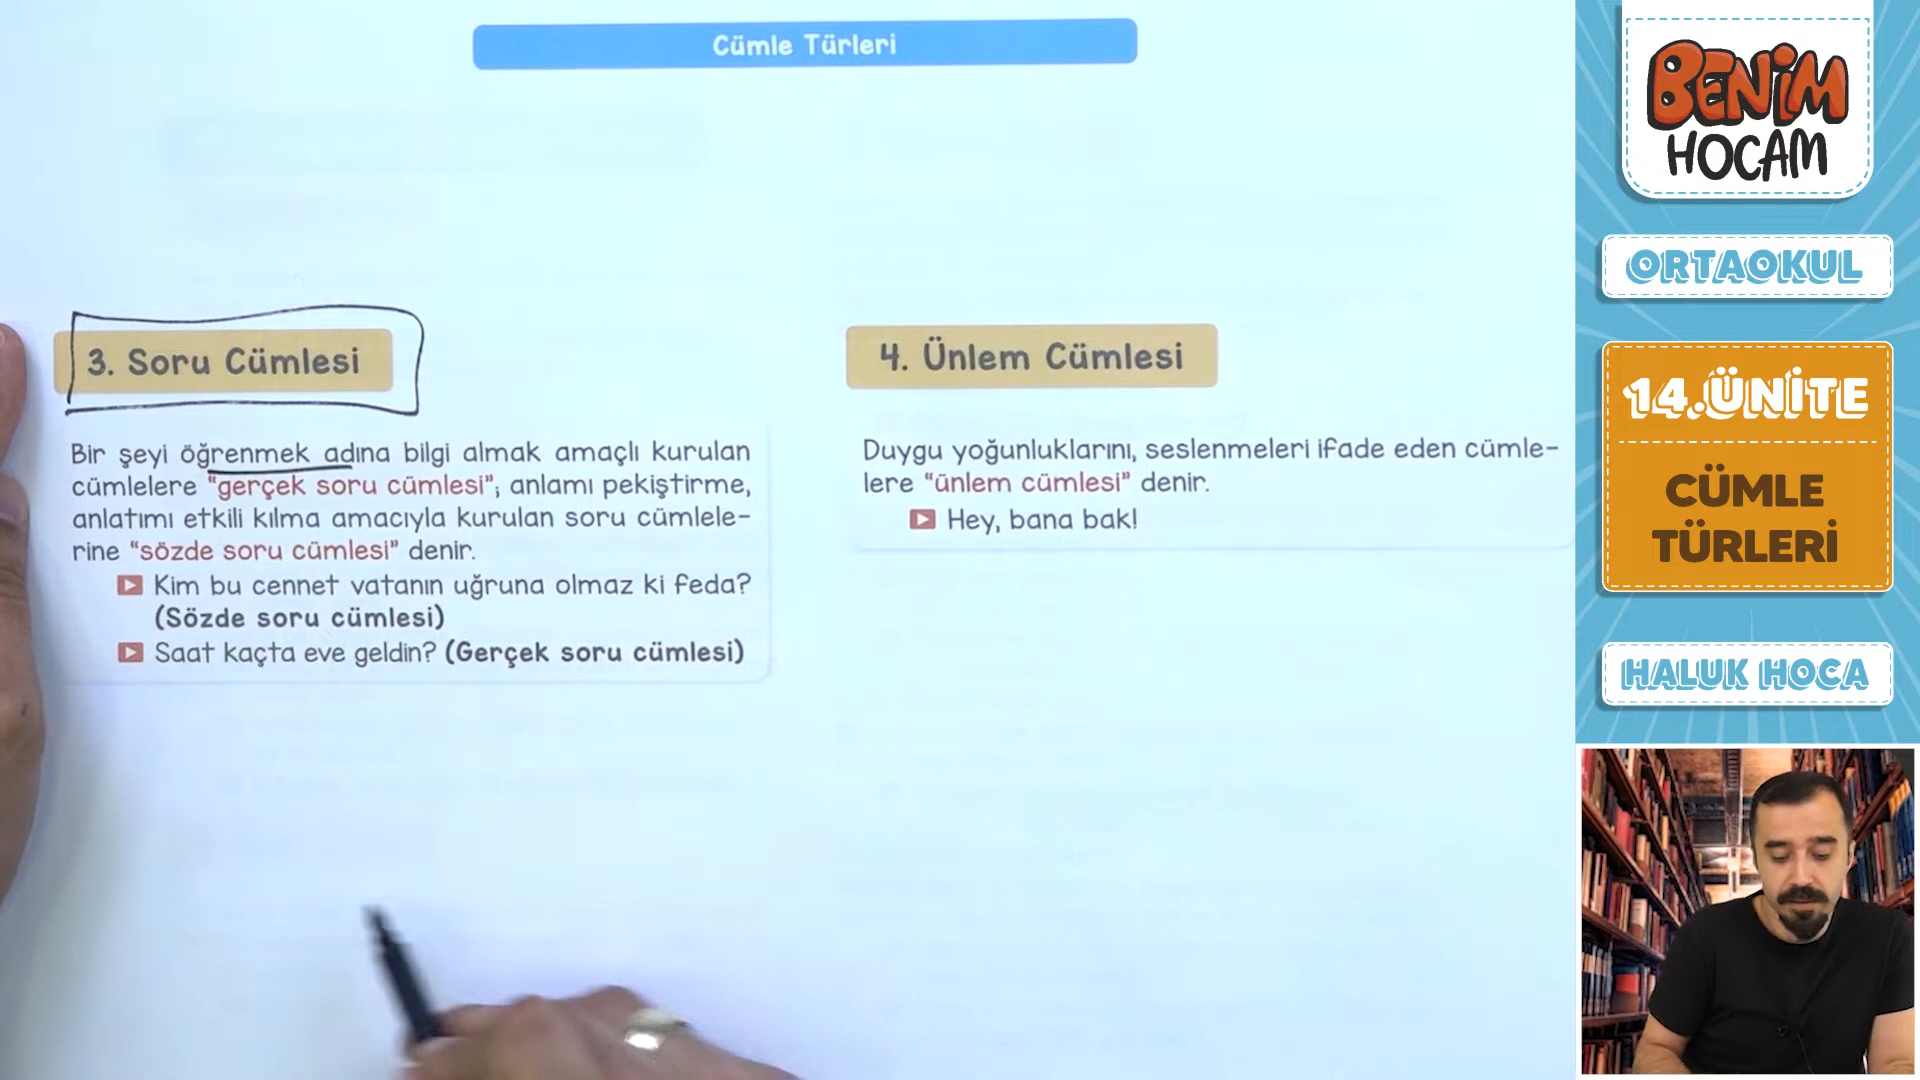 Cümle Türleri
3. Soru Cümlesi
Bir şeyi öğrenmek adına bilgi almak amaçlı kurulan
cümlelere “gerçek soru cümlesi”; anlamı pekiştirme,
anlatımı etkili kılma amacıyla kurulan soru cümlele-
rine “sözde soru cümlesi” denir.
Kim bu cennet vatanın uğruna olmaz ki feda?
(Sözde soru cümlesi)
Saat kaçta eve geldin? (Gerçek soru cümlesi)
4. Ünlem Cümlesi
Duygu yoğunluklarını, seslenmeleri ifade eden cümle-
lere “ünlem cümlesi” denir.
Hey, bana bak!
BENİM
HOCAM
ORTAOKUL
14.ÜNİTE
CÜMLE
TÜRLERİ
HALUK HOCA